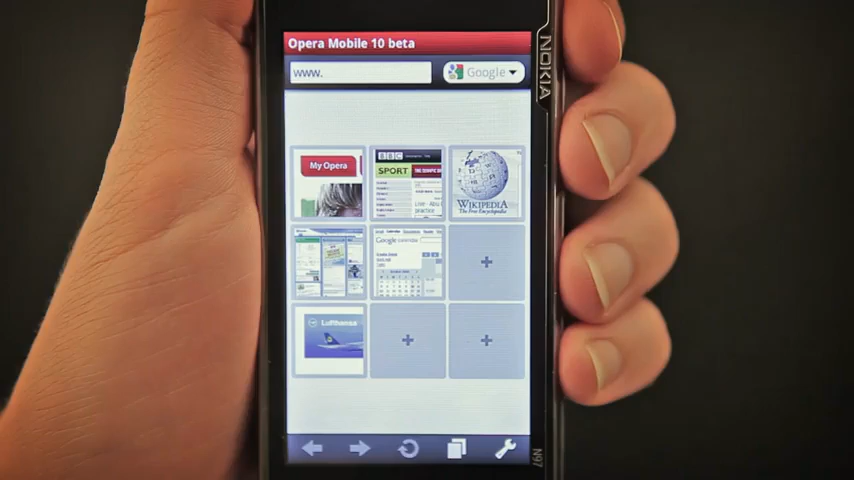 Opera Mobile 10 beta
www.
Google
NOKIA
My Opera
BBC
SPORT
WIKIPEDIA
The Free Encyclopedia
Google calendar
Lufthansa
N97